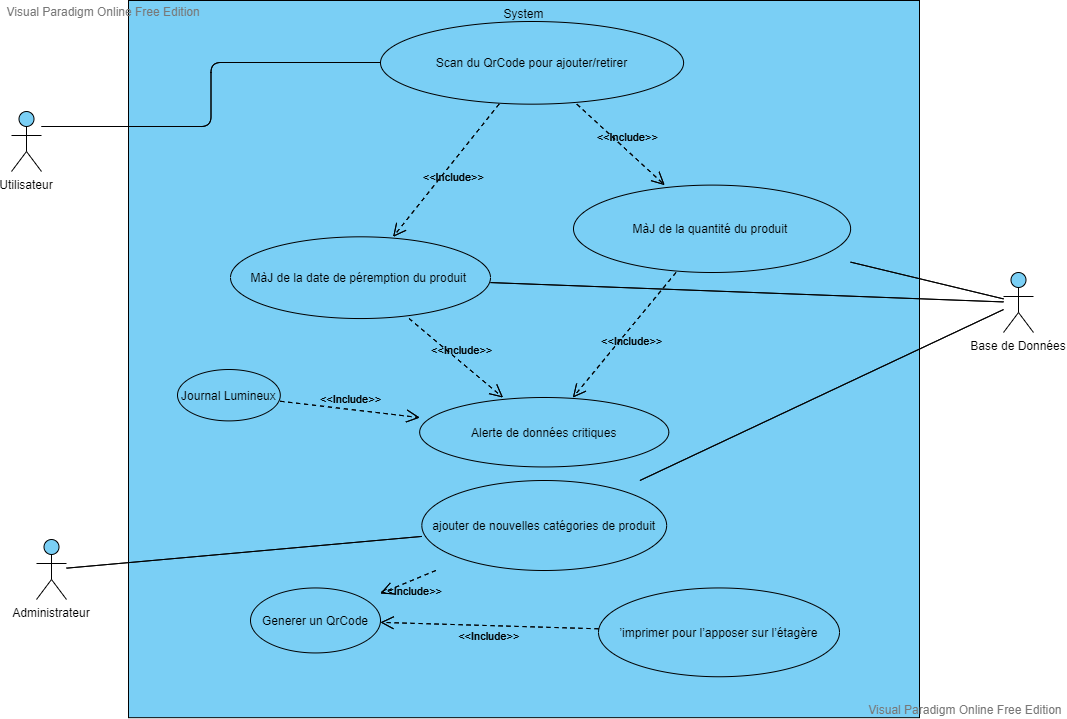 Visual Paradigm Online Free Edition
System
Scan du QrCode pour ajouter/retirer
<<Include>>
<<Include>>
Utilisateur
MàJ de la quantité du produit
MàJ de la date de péremption du produit
Base de Données
<<Include>>
<<Include>>
Journal Lumineux
<<Include>>
Alerte de données critiques
ajouter de nouvelles catégories de produit
Administrateur
<<Include>>
Generer un QrCode
<<Include>>
'imprimer pour l'apposer sur l'étagère
Visual Paradigm Online Free Edition